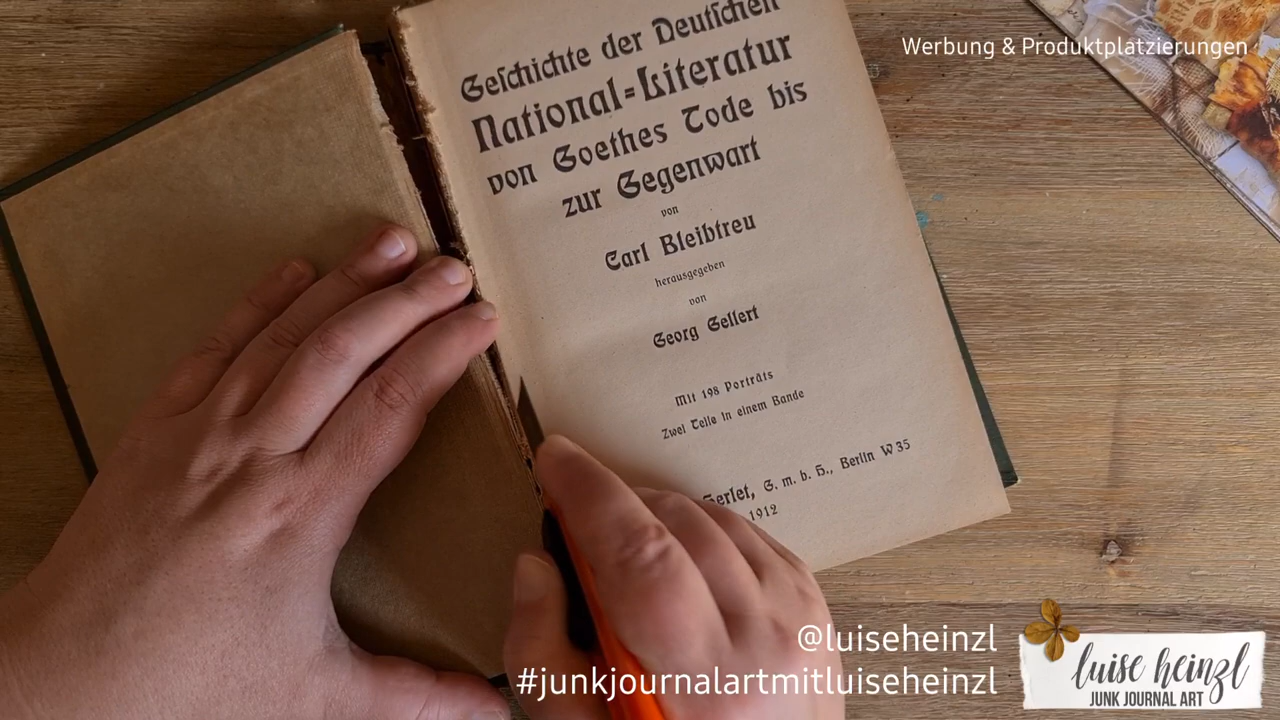 Werbung & Produktplatzierungen
Geschichte der Deutschen
National=Literatur
von Goethes Tode bis
zur Gegenwart
von
Carl Bleibtreu
herausgegeben
von
Georg Gellert
Mit 198 Porträts
Zwei Teile in einem Bande
Herlet, G. m. b. H., Berlin W 35
1912
@luiseheinzl
#junkjournalartmitluiseheinzl
luise heinzl
JUNK JOURNAL ART